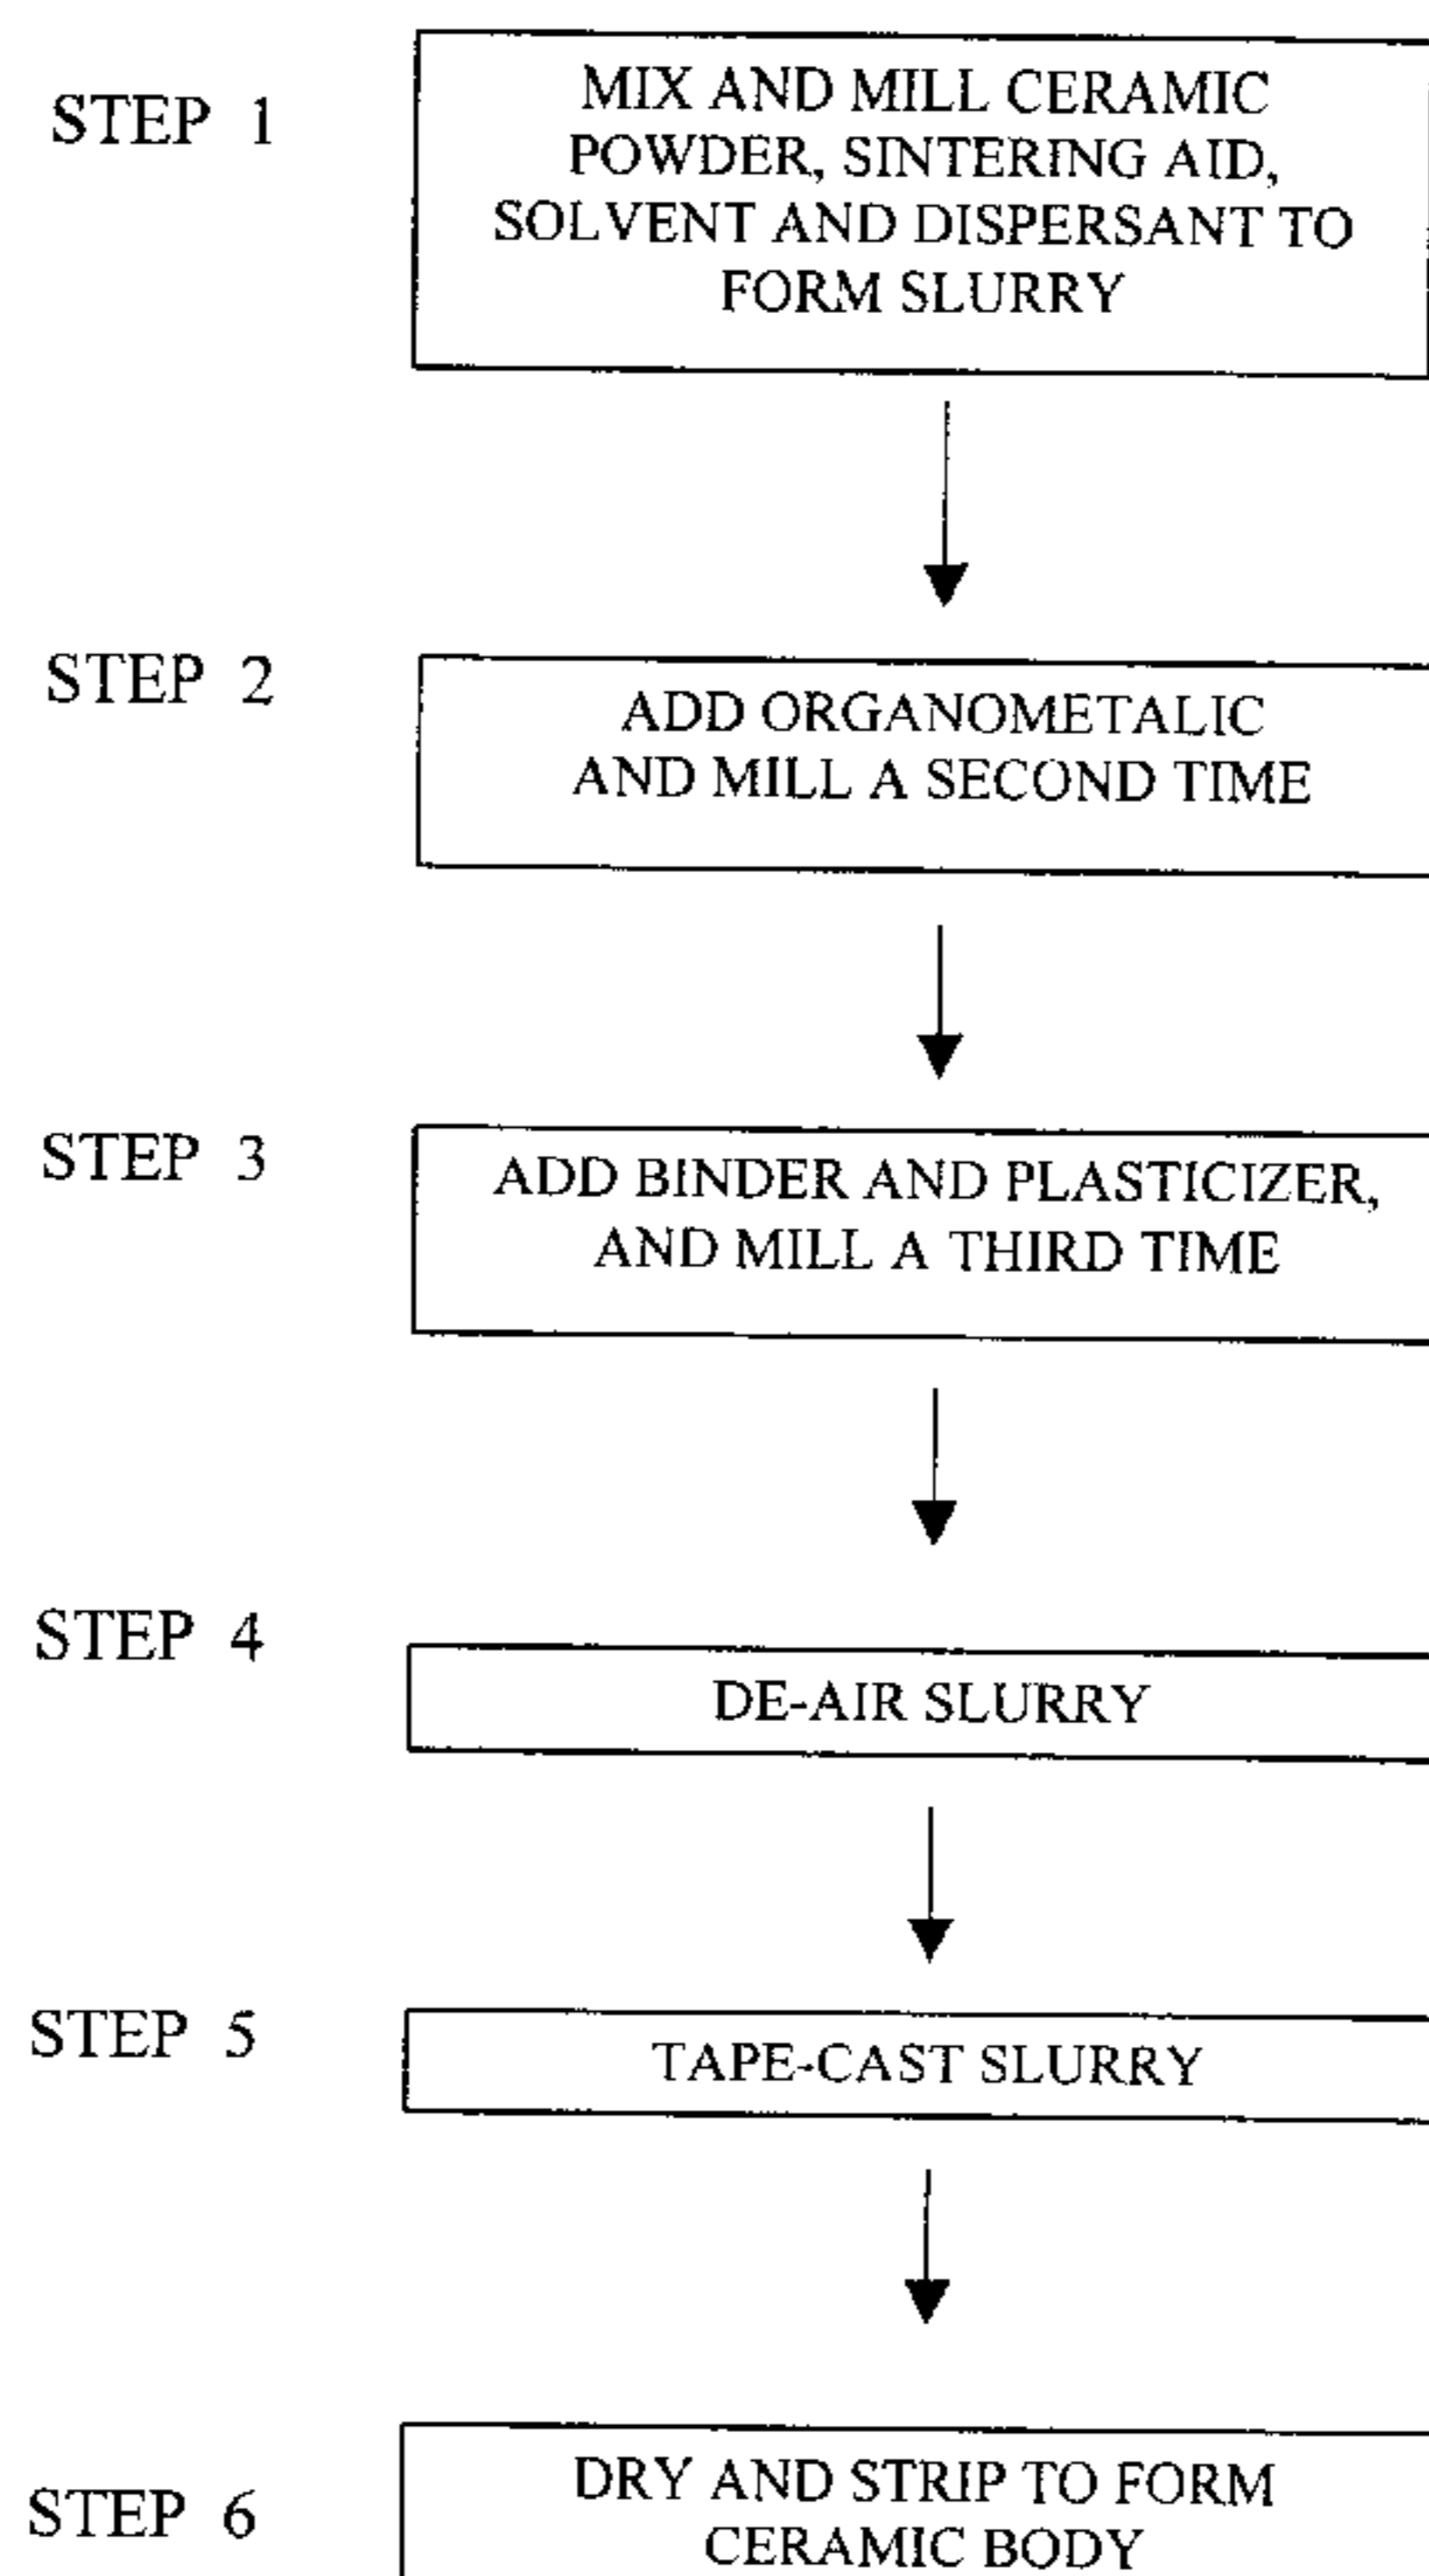 STEP 1
MIX AND MILL CERAMIC
POWDER, SINTERING AID,
SOLVENT AND DISPERSANT TO
FORM SLURRY
STEP 2
ADD ORGANOMETALIC
AND MILL A SECOND TIME
STEP 3
ADD BINDER AND PLASTICIZER,
AND MILL A THIRD TIME
STEP 4
DE-AIR SLURRY
STEP 5
TAPE-CAST SLURRY
STEP 6
DRY AND STRIP TO FORM
CERAMIC BODY